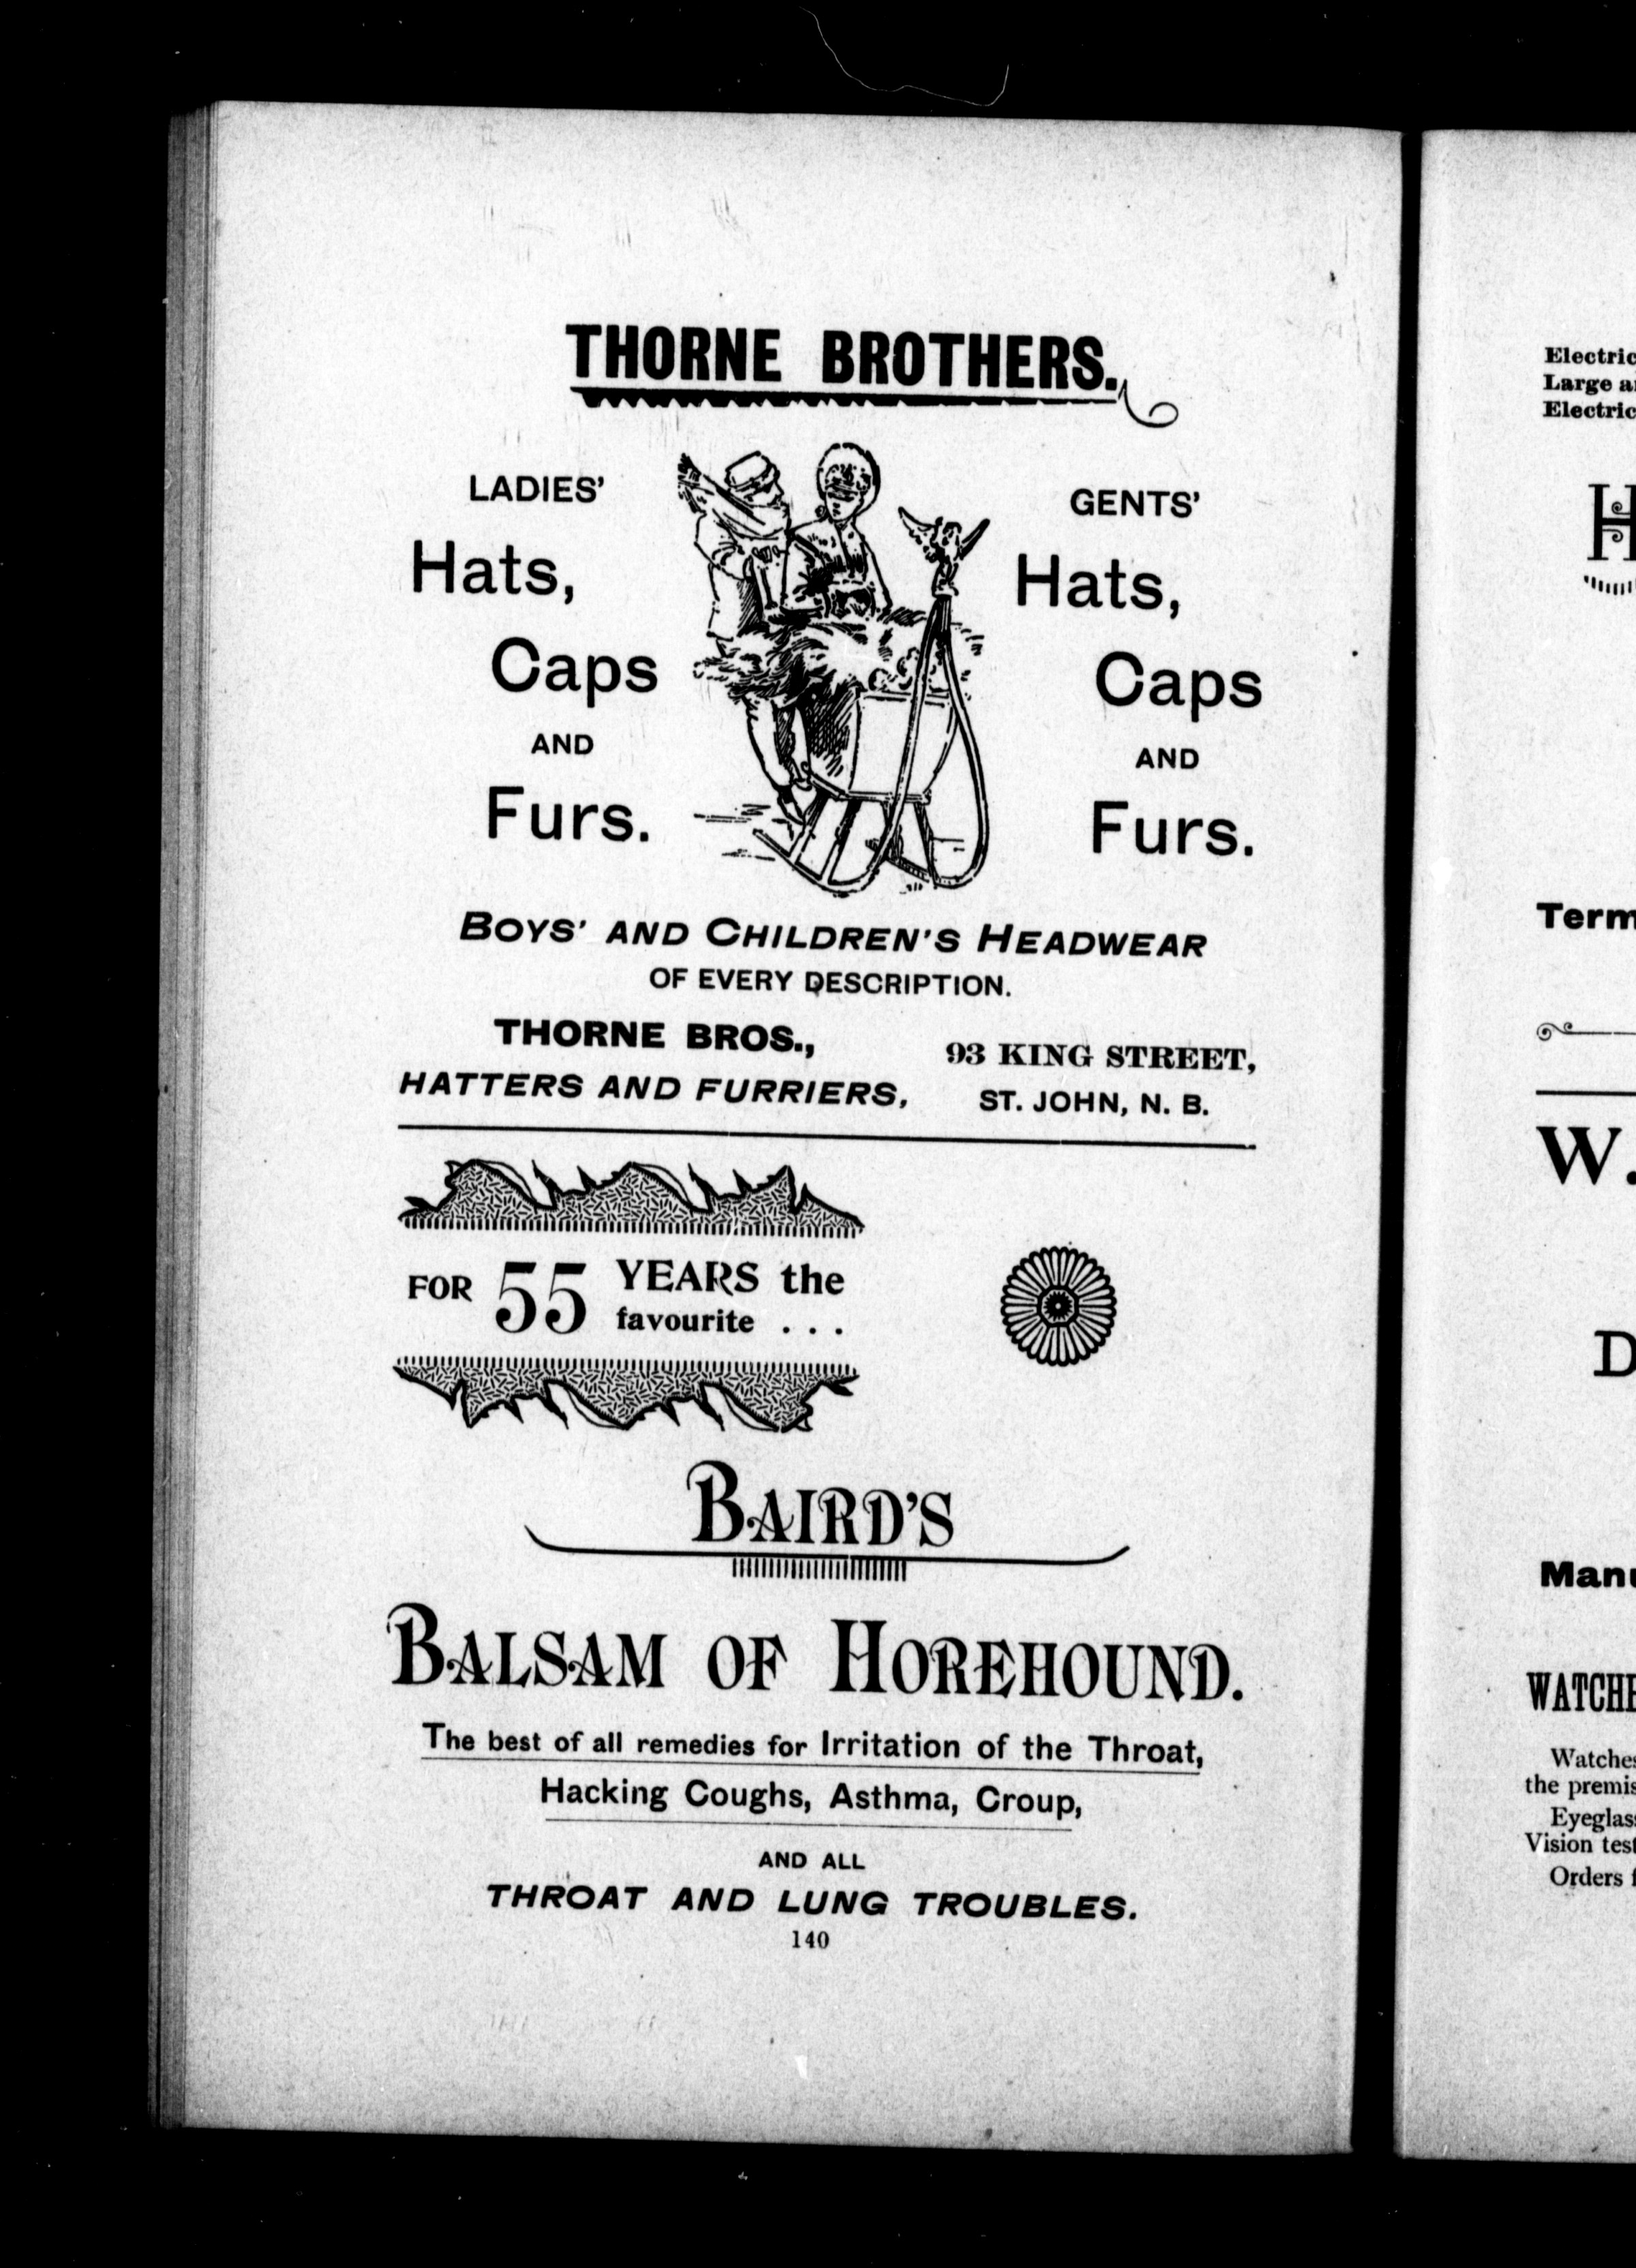 THORNE BROTHERS.
LADIES'
Hats,
Caps
AND
Furs.
GENTS'
Hats,
Caps
AND
Furs.
BOYS' AND CHILDREN'S HEADWEAR
OF EVERY DESCRIPTION.
THORNE BROS.,
HATTERS AND FURRIERS,
93 KING STREET,
ST. JOHN, N. B.
FOR 55 YEARS the
favourite . . .
BAIRD'S
BALSAM OF HOREHOUND.
The best of all remedies for Irritation of the Throat,
Hacking Coughs, Asthma, Croup,
AND ALL
THROAT AND LUNG TROUBLES.
140
Electric
Large
Electric
H
Term
W.
D
Manu
WATCHE
Watches
the premis
Eyeglas
Vision test
Orders